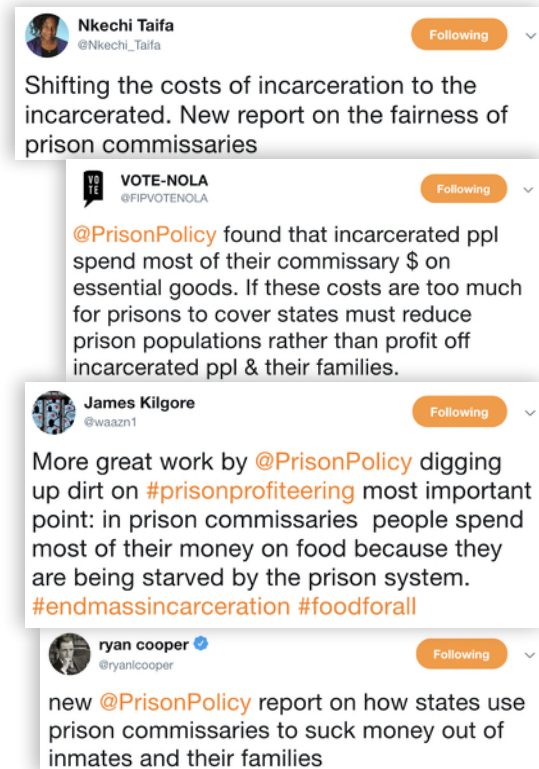 Nkechi Taifa
@Nkechi_Taifa
Following
Shifting the costs of incarceration to the
incarcerated. New report on the fairness of
prison commissaries
VO
TE
VOTE-NOLA
@FIPVOTENOLA
Following
@PrisonPolicy found that incarcerated ppl
spend most of their commissary $ on
essential goods. If these costs are too much
for prisons to cover states must reduce
prison populations rather than profit off
incarcerated ppl & their families.
James Kilgore
@waazn1
Following
More great work by @PrisonPolicy digging
up dirt on #prisonprofiteering most important
point: in prison commissaries people spend
most of their money on food because they
are being starved by the prison system.
#endmassincarceration #foodforall
ryan cooper
@ryanlcooper
Following
new @PrisonPolicy report on how states use
prison commissaries to suck money out of
inmates and their families